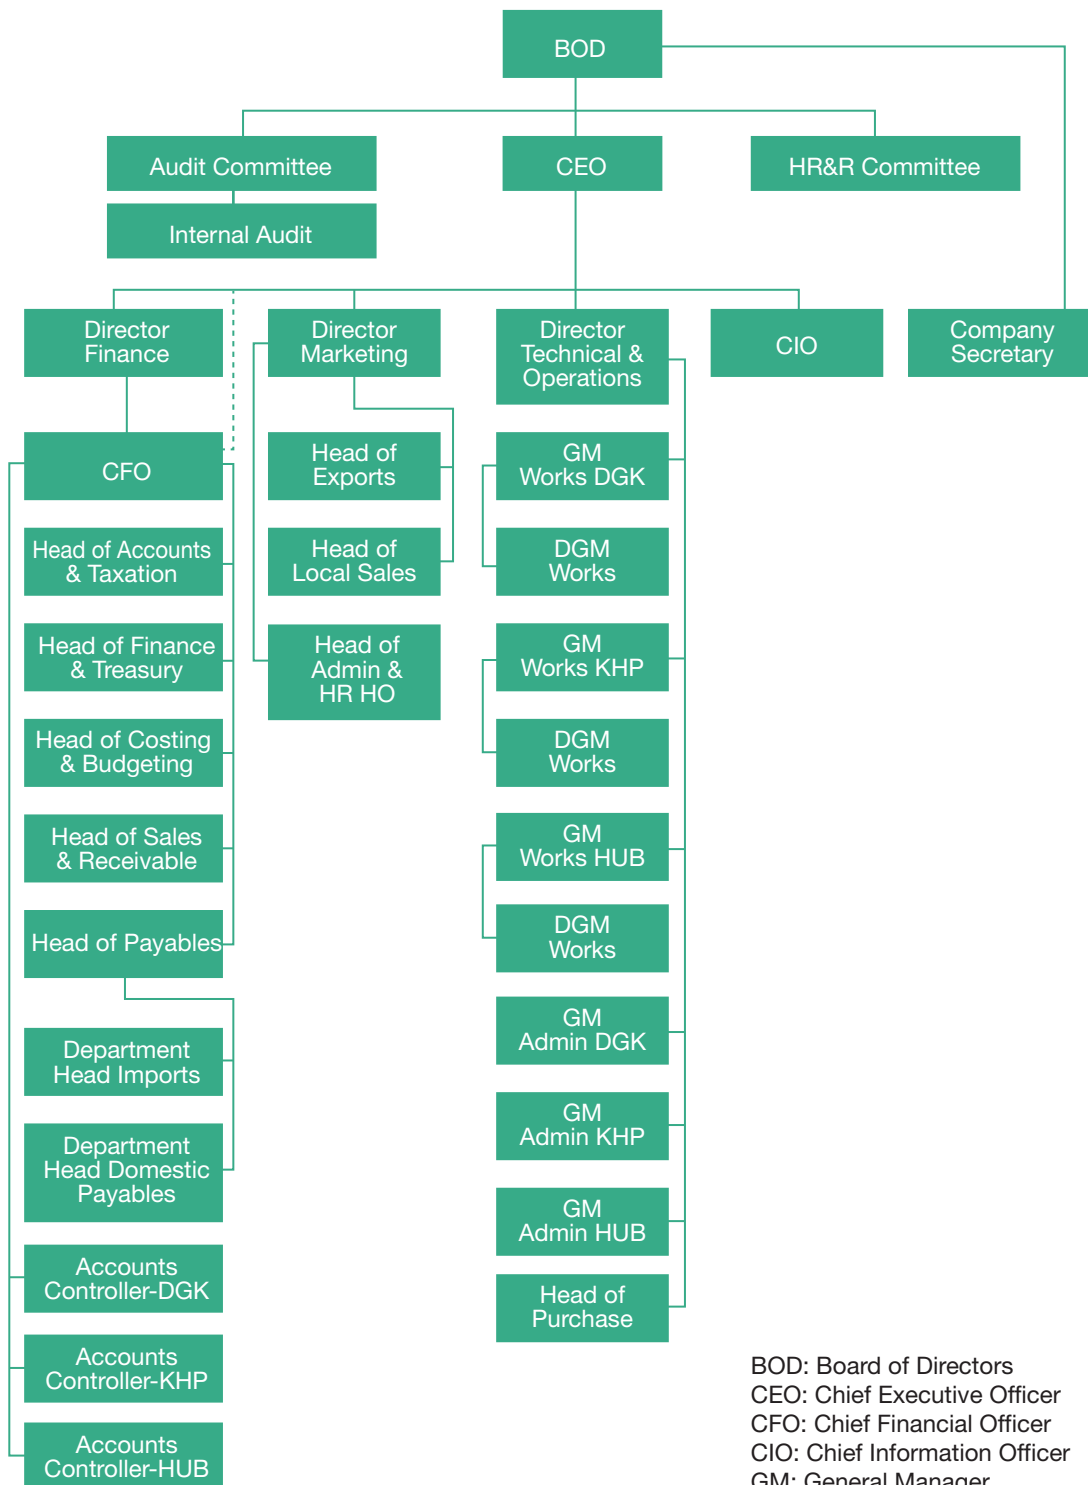 BOD
Audit Committee
CEO
HR&R Committee
Internal Audit
Director
Finance
Director
Marketing
Director
Technical &
Operations
CIO
Company
Secretary
CFO
Head of Accounts
& Taxation
Head of Finance
& Treasury
Head of Costing
& Budgeting
Head of Sales
& Receivable
Head of Payables
Department
Head Imports
Department
Head Domestic
Payables
Accounts
Controller-DGK
Accounts
Controller-KHP
Accounts
Controller-HUB
Head of
Exports
Head of
Local Sales
Head of
Admin &
HR HO
GM
Works DGK
DGM
Works
GM
Works KHP
DGM
Works
GM
Works HUB
DGM
Works
GM
Admin DGK
GM
Admin KHP
GM
Admin HUB
Head of
Purchase
BOD: Board of Directors
CEO: Chief Executive Officer
CFO: Chief Financial Officer
CIO: Chief Information Officer
GM: General Manager